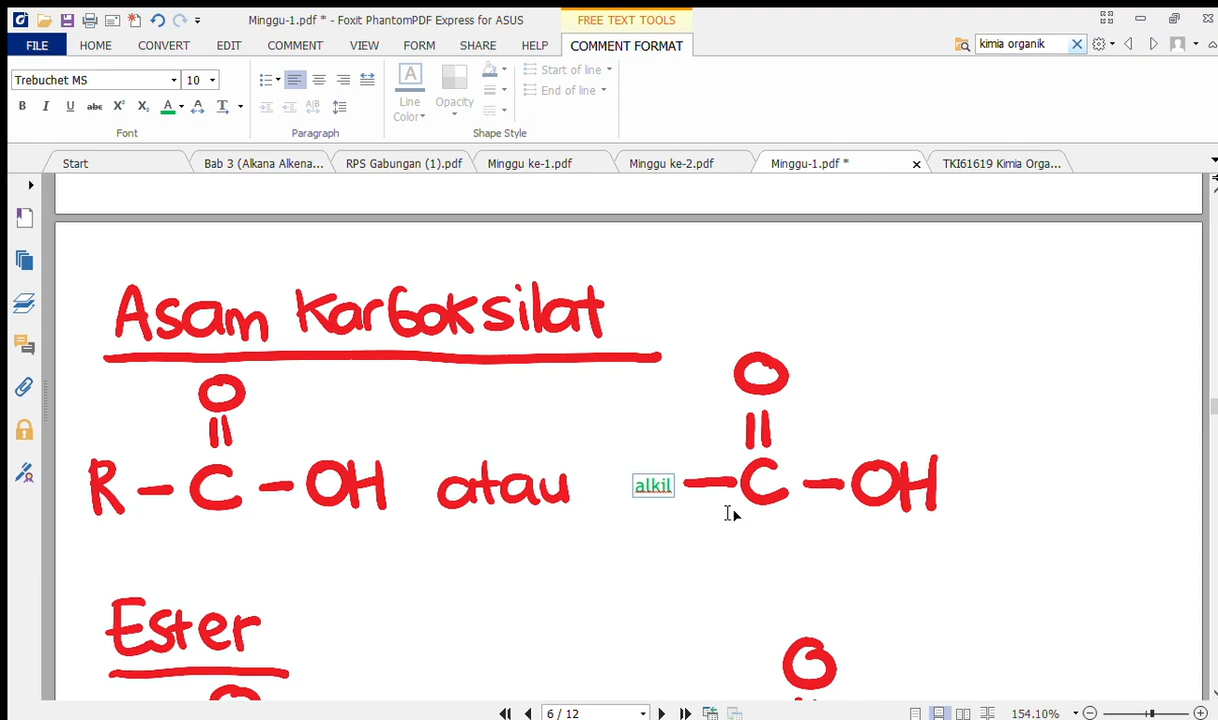 Minggu-1.pdf * - Foxit PhantomPDF Express for ASUS
FREE TEXT TOOLS
FILE HOME CONVERT EDIT COMMENT VIEW FORM SHARE HELP COMMENT FORMAT
kimia organik
Trebuchet MS 10
Line Color
Opacity
Start of line
End of line
B I U abc X² X₂ A A T
Font Paragraph Shape Style
Start Bab 3 (Alkana Alkena... RPS Gabungan (1).pdf Minggu ke-1.pdf Minggu ke-2.pdf Minggu-1.pdf * TKI61619 Kimia Orga...
Asam Karboksilat
O O
|| ||
R - C - OH atau alkil - C - OH
Ester
O
6 / 12 154.10%